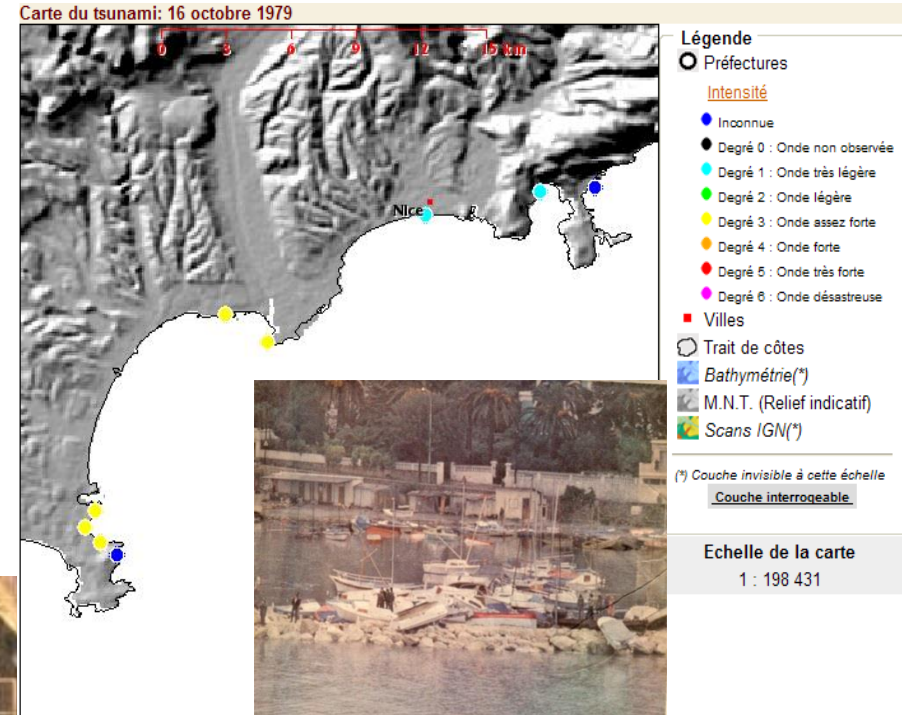 Carte du tsunami: 16 octobre 1979
0 3 6 9 12 15 km
Nice
Légende
Préfectures
Intensité
Inconnue
Degré 0 : Onde non observée
Degré 1 : Onde très légère
Degré 2 : Onde légère
Degré 3 : Onde assez forte
Degré 4 : Onde forte
Degré 5 : Onde très forte
Degré 6 : Onde désastreuse
Villes
Trait de côtes
Bathymétrie(*)
M.N.T. (Relief indicatif)
Scans IGN(*)
(*) Couche invisible à cette échelle
Couche interrogeable
Echelle de la carte
1 : 198 431